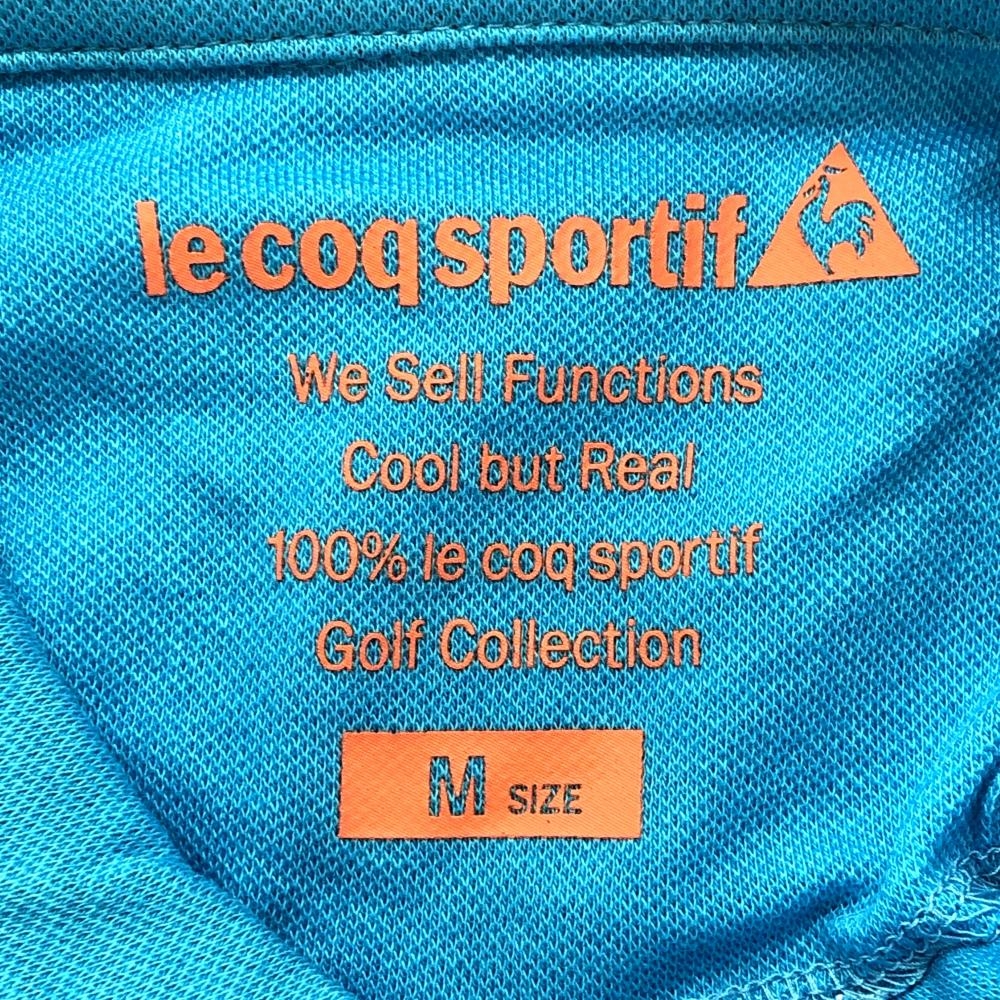 le coq sportif
We Sell Functions
Cool but Real
100% le coq sportif
Golf Collection
M SIZE